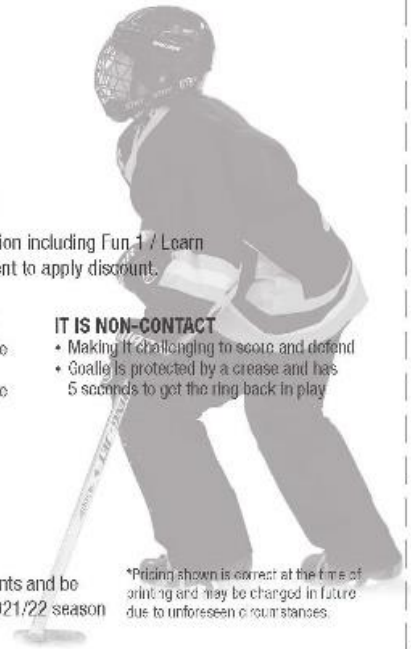 ion including Fun 1 / Learn
ent to apply discount.
IT IS NON-CONTACT
• Making it challenging to score and defend
e
• Goalie is protected by a crease and has
e
5 seconds to get the ring back in play
nts and be
021/22 season
*Pricing shown is correct at the time of
printing and may be changed in future
due to unforeseen circumstances.